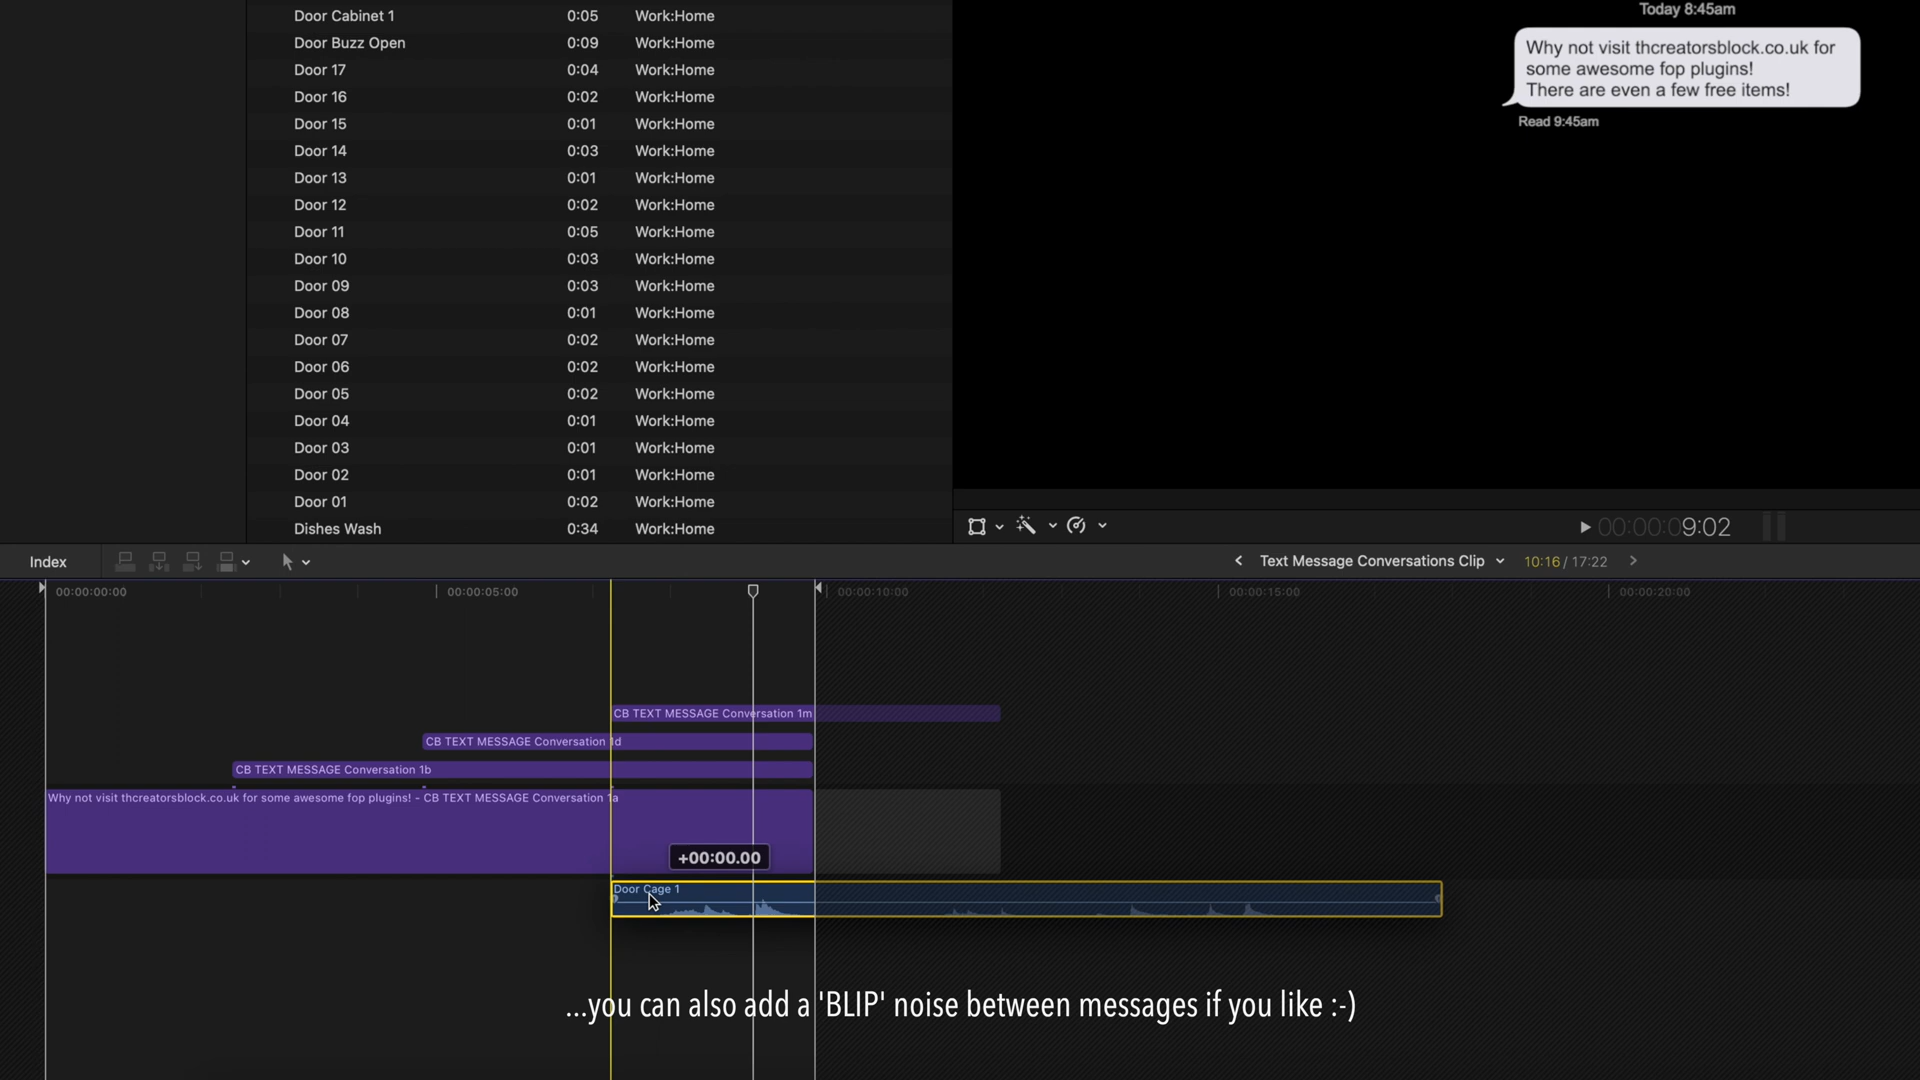 Door Cabinet 1 0:05 Work:Home
Door Buzz Open 0:09 Work:Home
Door 17 0:04 Work:Home
Door 16 0:02 Work:Home
Door 15 0:01 Work:Home
Door 14 0:03 Work:Home
Door 13 0:01 Work:Home
Door 12 0:02 Work:Home
Door 11 0:05 Work:Home
Door 10 0:03 Work:Home
Door 09 0:03 Work:Home
Door 08 0:01 Work:Home
Door 07 0:02 Work:Home
Door 06 0:02 Work:Home
Door 05 0:02 Work:Home
Door 04 0:01 Work:Home
Door 03 0:01 Work:Home
Door 02 0:01 Work:Home
Door 01 0:02 Work:Home
Dishes Wash 0:34 Work:Home
Today 8:45am
Why not visit thcreatorsblock.co.uk for
some awesome fop plugins!
There are even a few free items!
Read 9:45am
00:00:09:02
Index
Text Message Conversations Clip 10:16 / 17:22
00:00:00:00 00:00:05:00 00:00:10:00 00:00:15:00 00:00:20:00
CB TEXT MESSAGE Conversation 1m
CB TEXT MESSAGE Conversation 1d
CB TEXT MESSAGE Conversation 1b
Why not visit thcreatorsblock.co.uk for some awesome fop plugins! - CB TEXT MESSAGE Conversation 1a
+00:00.00
Door Cage 1
...you can also add a 'BLIP' noise between messages if you like :-)